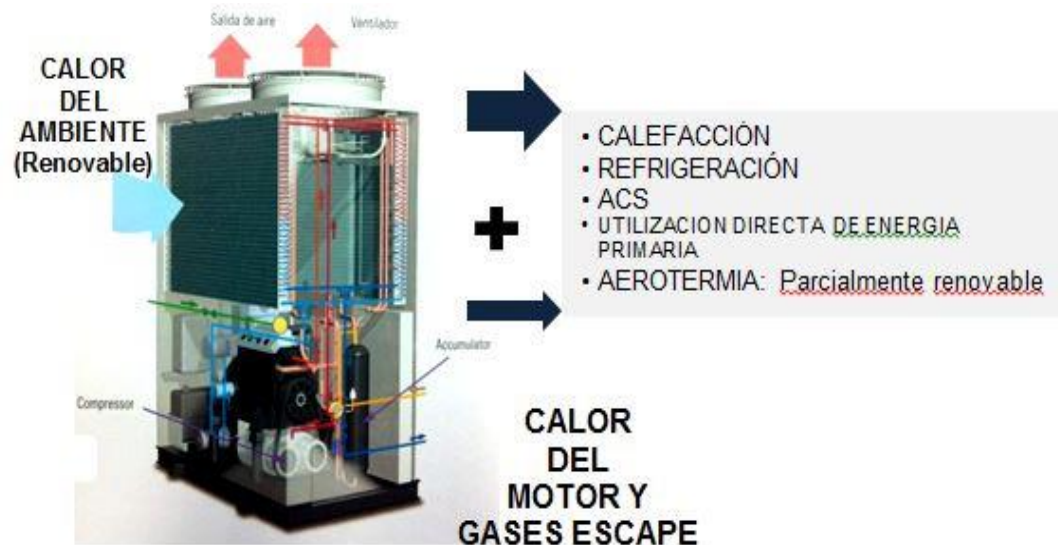 Salida de aire
Ventilador
CALOR
DEL
AMBIENTE
(Renovable)
• CALEFACCIÓN
• REFRIGERACIÓN
• ACS
• UTILIZACION DIRECTA DE ENERGIA
PRIMARIA
• AEROTERMIA: Parcialmente renovable
Accumulator
Compressor
CALOR
DEL
MOTOR Y
GASES ESCAPE